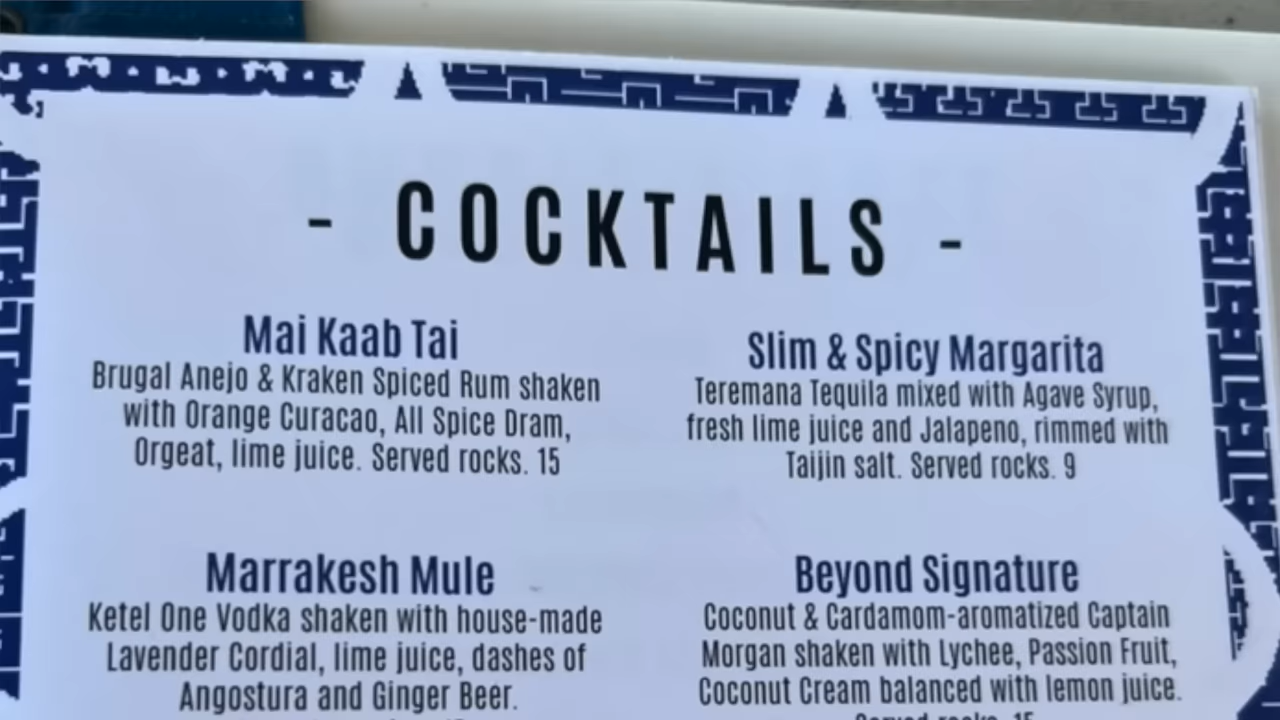 - COCKTAILS -
Mai Kaab Tai
Brugal Anejo & Kraken Spiced Rum shaken
with Orange Curacao, All Spice Dram,
Orgeat, lime juice. Served rocks. 15
Slim & Spicy Margarita
Teremana Tequila mixed with Agave Syrup,
fresh lime juice and Jalapeno, rimmed with
Taijin salt. Served rocks. 9
Marrakesh Mule
Ketel One Vodka shaken with house-made
Lavender Cordial, lime juice, dashes of
Angostura and Ginger Beer.
Beyond Signature
Coconut & Cardamom-aromatized Captain
Morgan shaken with Lychee, Passion Fruit,
Coconut Cream balanced with lemon juice.
Served rocks. 15